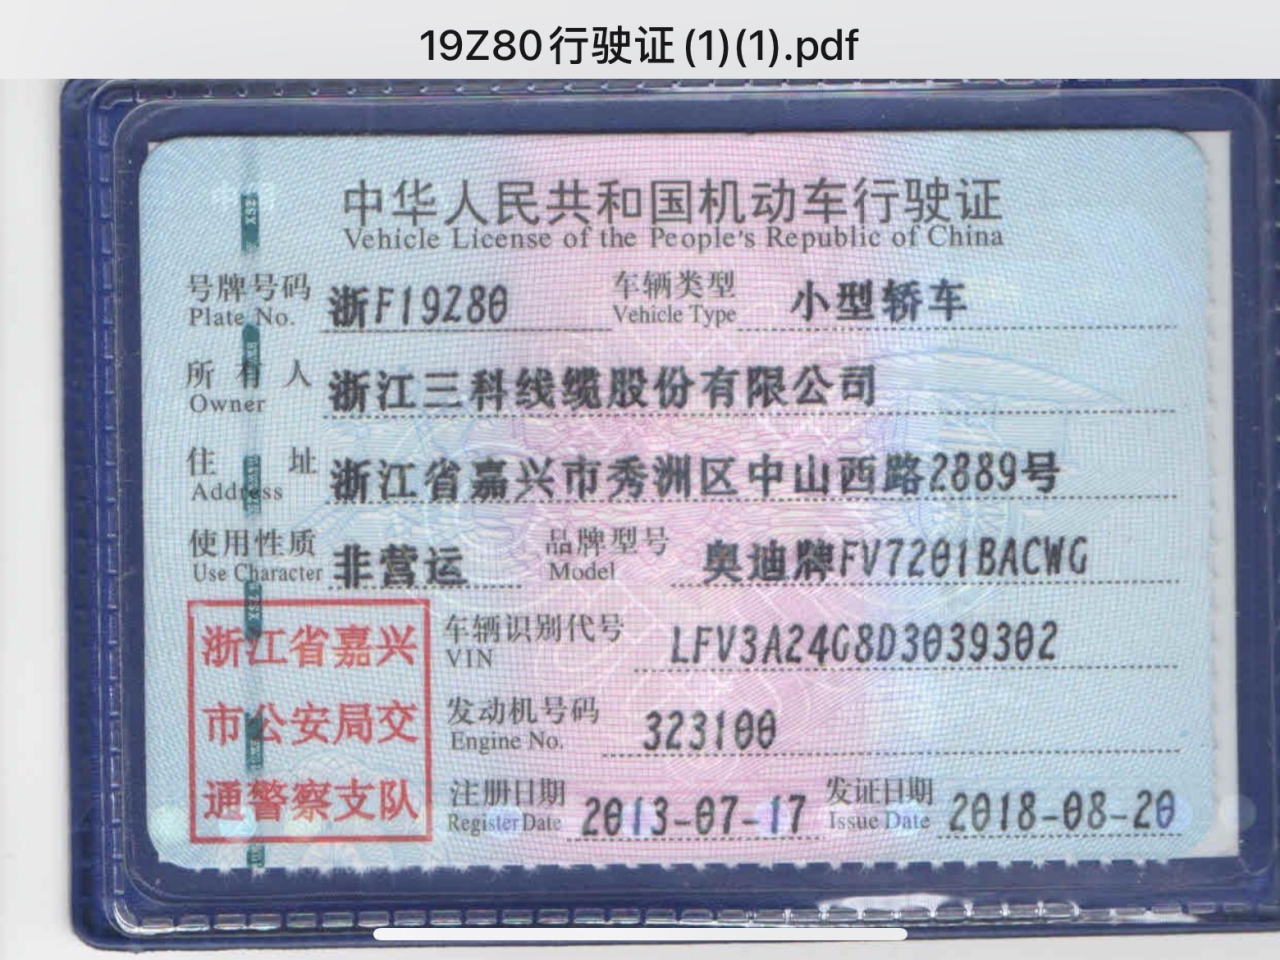 19Z80行驶证(1)(1).pdf
中华人民共和国机动车行驶证
Vehicle License of the People's Republic of China
号牌号码 浙F19Z80 车辆类型 小型轿车
Plate No. Vehicle Type
所有人 浙江三科线缆股份有限公司
Owner
住址 浙江省嘉兴市秀洲区中山西路2889号
Address
使用性质 非营运 品牌型号 奥迪牌FV7201BACWG
Use Character Model
浙江省嘉兴
市公安局交
通警察支队
车辆识别代号 LFV3A24G8D3039302
VIN
发动机号码 323100
Engine No.
注册日期 2013-07-17 发证日期 2018-08-20
Register Date Issue Date